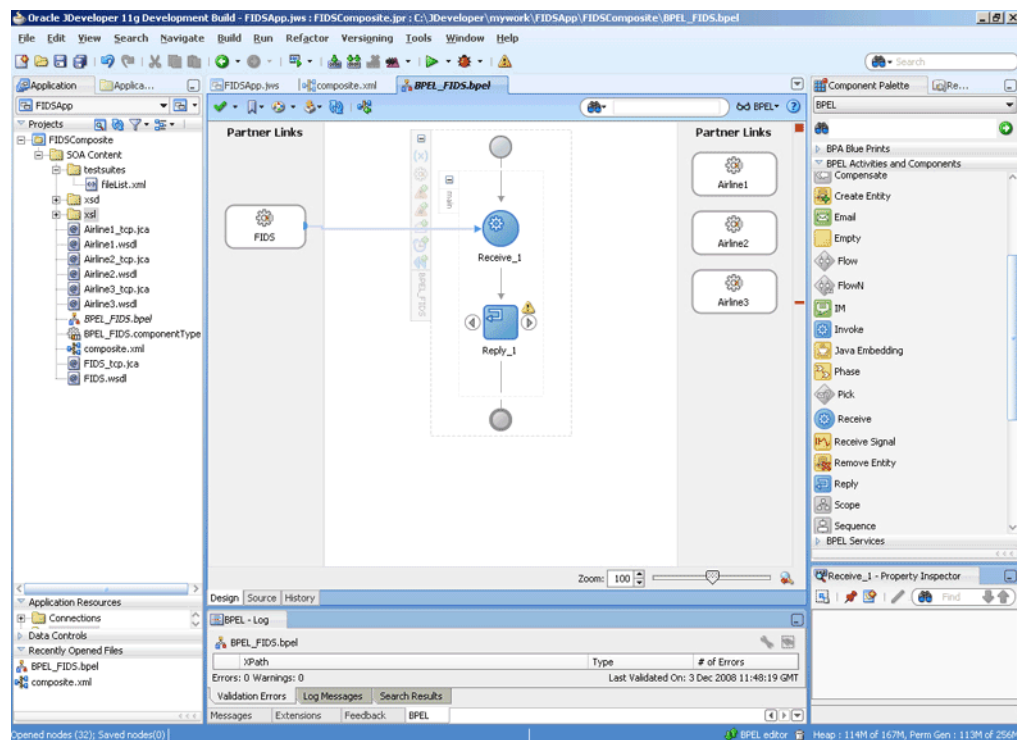 Oracle JDeveloper 11g Development Build - FIDSApp.jws : FIDSComposite.jpr : C:\JDeveloper\mywork\FIDSApp\FIDSComposite\BPEL_FIDS.bpel
File Edit View Search Navigate Build Run Refactor Versigning Tools Window Help
Search
Application Applica...
FIDSApp.jws composite.xml BPEL_FIDS.bpel
Component Palette Re...
FIDSApp
BPEL
BPEL
Projects
FIDSComposite
SOA Content
testsuites
fileList.xml
xsd
xsl
Airline1_tcp.jca
Airline1.wsdl
Airline2_tcp.jca
Airline2.wsdl
Airline3_tcp.jca
Airline3.wsdl
BPEL_FIDS.bpel
BPEL_FIDS.componentType
composite.xml
FIDS_tcp.jca
FIDS.wsdl
Partner Links
FIDS
(x)
main
BPEL_FIDS
Receive_1
Reply_1
Partner Links
Airline1
Airline2
Airline3
BPA Blue Prints
BPEL Activities and Components
Compensate
Create Entity
Email
Empty
Flow
FlowN
IM
Invoke
Java Embedding
Phase
Pick
Receive
Receive Signal
Remove Entity
Reply
Scope
Sequence
BPEL Services
Zoom: 100
Design Source History
Application Resources
Connections
Data Controls
Recently Opened Files
BPEL_FIDS.bpel
composite.xml
BPEL - Log
BPEL_FIDS.bpel
XPath Type # of Errors
Errors: 0 Warnings: 0 Last Validated On: 3 Dec 2008 11:48:19 GMT
Validation Errors Log Messages Search Results
Messages Extensions Feedback BPEL
Receive_1 - Property Inspector
Find
Opened nodes (32); Saved nodes(0) BPEL editor Heap : 114M of 167M, Perm Gen : 113M of 256M